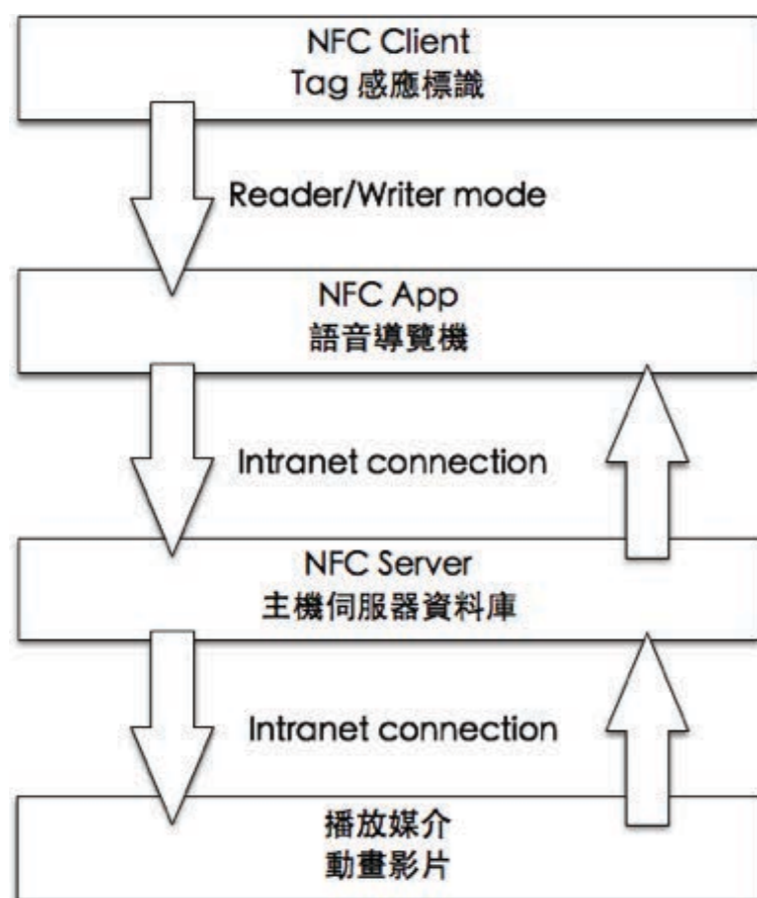 NFC Client
Tag 感應標識
Reader/Writer mode
NFC App
語音導覽機
Intranet connection
NFC Server
主機伺服器資料庫
Intranet connection
播放媒介
動畫影片